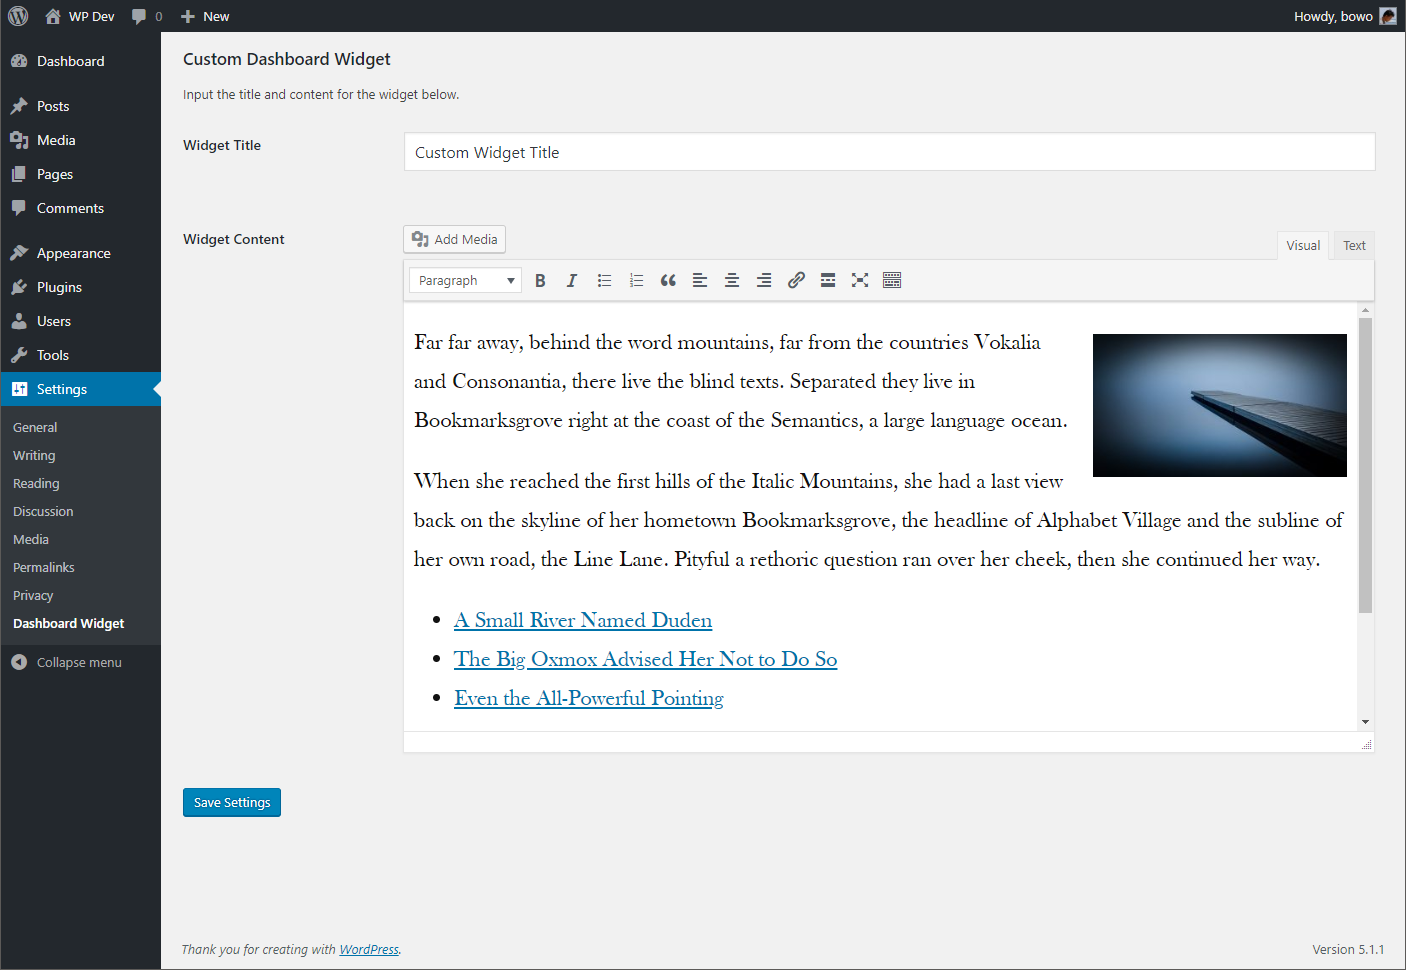 WP Dev 0 New Howdy, bowo
Dashboard
Posts
Media
Pages
Comments
Appearance
Plugins
Users
Tools
Settings
General
Writing
Reading
Discussion
Media
Permalinks
Privacy
Dashboard Widget
Collapse menu
Custom Dashboard Widget
Input the title and content for the widget below.
Widget Title
Custom Widget Title
Widget Content
Add Media
Visual Text
Paragraph B I
Far far away, behind the word mountains, far from the countries Vokalia
and Consonantia, there live the blind texts. Separated they live in
Bookmarksgrove right at the coast of the Semantics, a large language ocean.
When she reached the first hills of the Italic Mountains, she had a last view
back on the skyline of her hometown Bookmarksgrove, the headline of Alphabet Village and the subline of
her own road, the Line Lane. Pityful a rethoric question ran over her cheek, then she continued her way.
A Small River Named Duden
The Big Oxmox Advised Her Not to Do So
Even the All-Powerful Pointing
Save Settings
Thank you for creating with WordPress.
Version 5.1.1